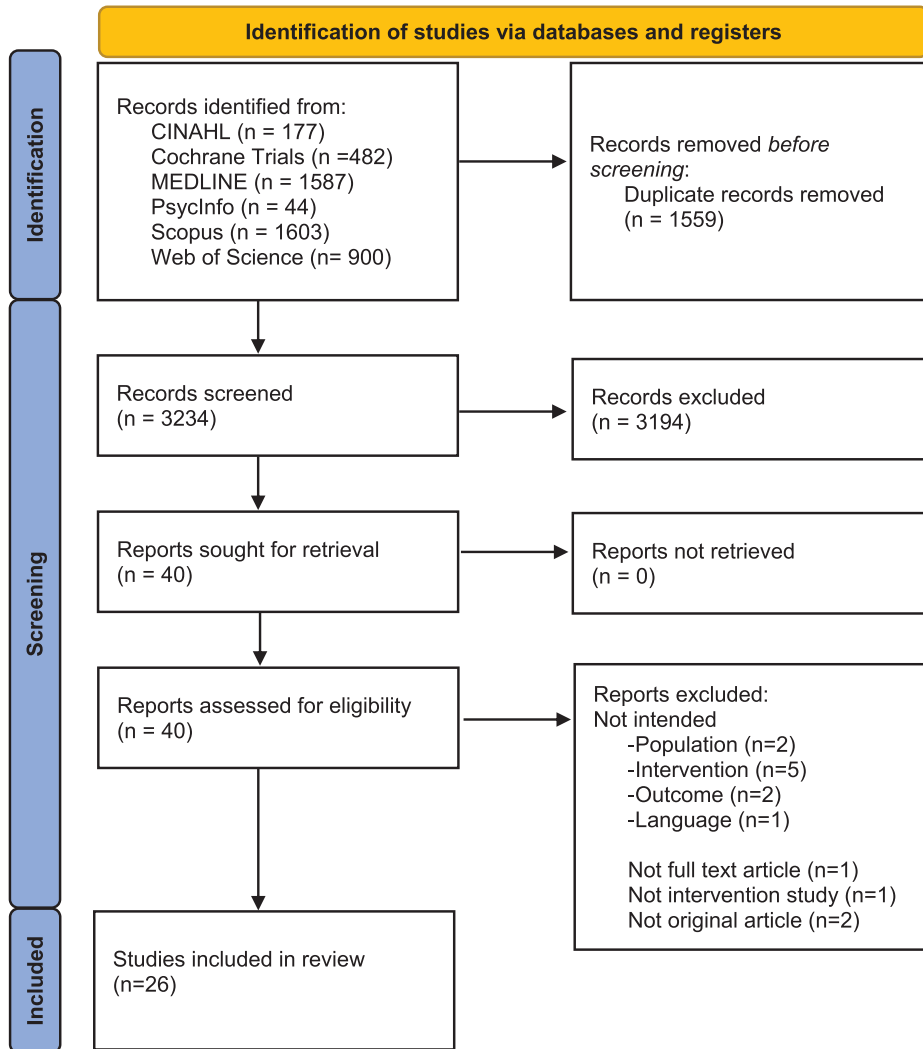 Identification of studies via databases and registers
Identification
Records identified from:
CINAHL (n = 177)
Cochrane Trials (n =482)
MEDLINE (n = 1587)
PsycInfo (n = 44)
Scopus (n = 1603)
Web of Science (n= 900)
Records removed before
screening:
Duplicate records removed
(n = 1559)
Screening
Records screened
(n = 3234)
Records excluded
(n = 3194)
Reports sought for retrieval
(n = 40)
Reports not retrieved
(n = 0)
Reports assessed for eligibility
(n = 40)
Reports excluded:
Not intended
-Population (n=2)
-Intervention (n=5)
-Outcome (n=2)
-Language (n=1)
Not full text article (n=1)
Not intervention study (n=1)
Not original article (n=2)
Included
Studies included in review
(n=26)